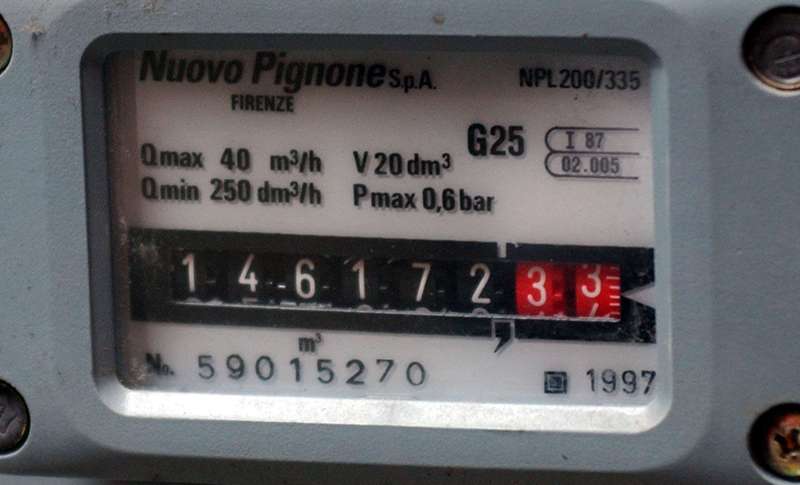 Nuovo Pignone S.p.A. NPL200/335
FIRENZE
G25 I 87
02.005
Qmax 40 m³/h V 20 dm³
Qmin 250 dm³/h Pmax 0,6 bar
1 4 6 1 7 2 3 3
m³
No. 59015270 1997